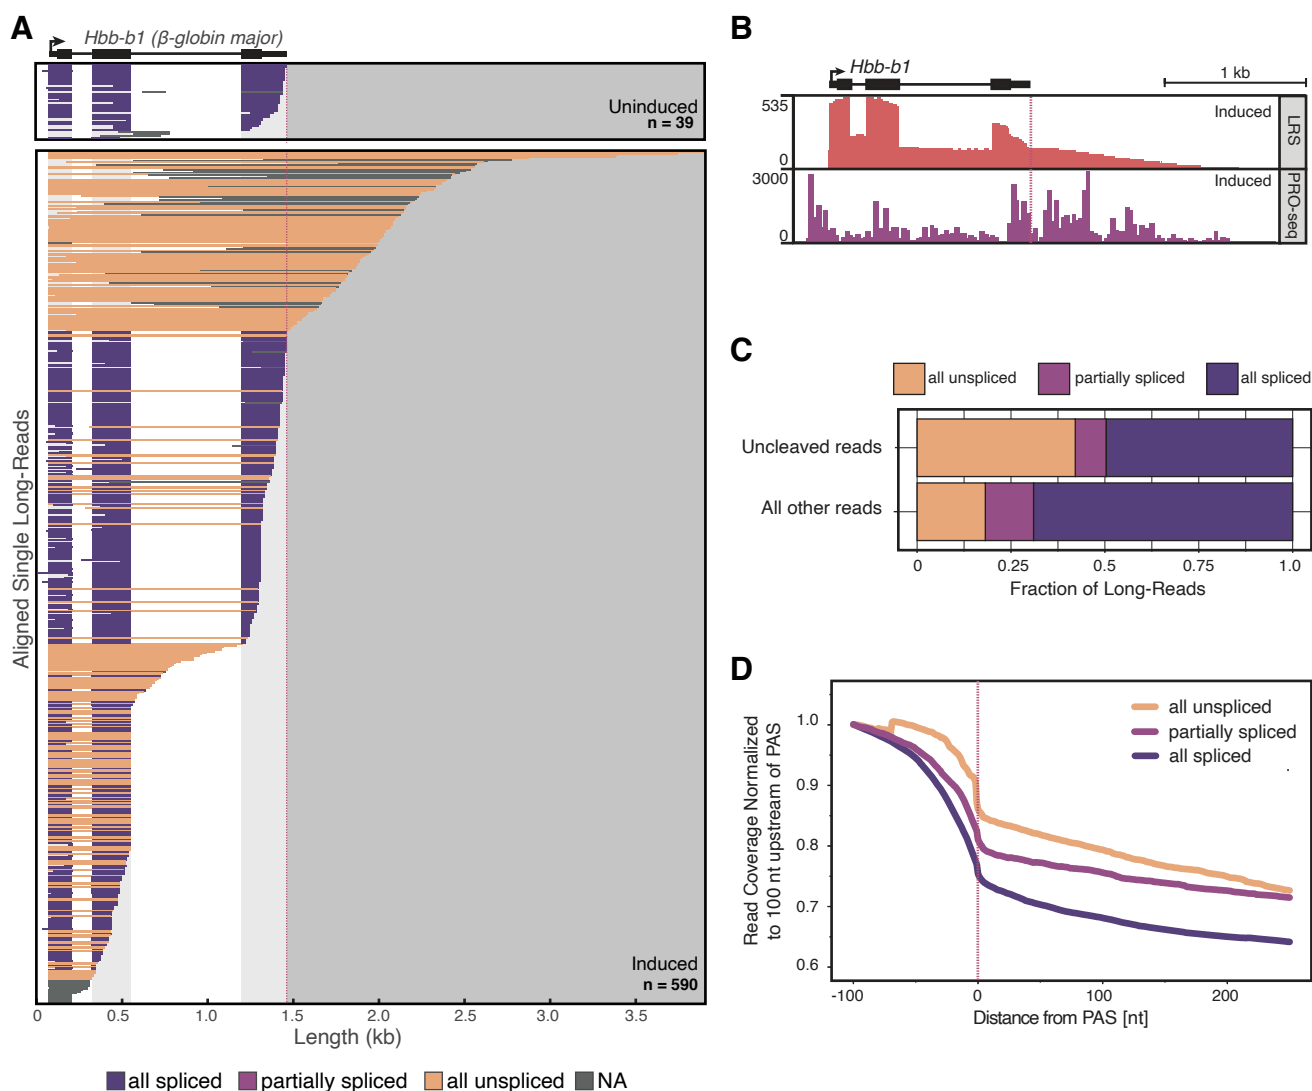 A
Hbb-b1 (β-globin major)
Uninduced
n = 39
Aligned Single Long-Reads
Induced
n = 590
0 0.5 1.0 1.5 2.0 2.5 3.0 3.5
Length (kb)
all spliced partially spliced all unspliced NA
B
Hbb-b1
1 kb
535
Induced
0
LRS
3000
Induced
0
PRO-seq
C
all unspliced partially spliced all spliced
Uncleaved reads
All other reads
0 0.25 0.5 0.75 1.0
Fraction of Long-Reads
D
Read Coverage Normalized
to 100 nt upstream of PAS
1.0
0.9
0.8
0.7
0.6
all unspliced
partially spliced
all spliced
-100 0 100 200
Distance from PAS [nt]